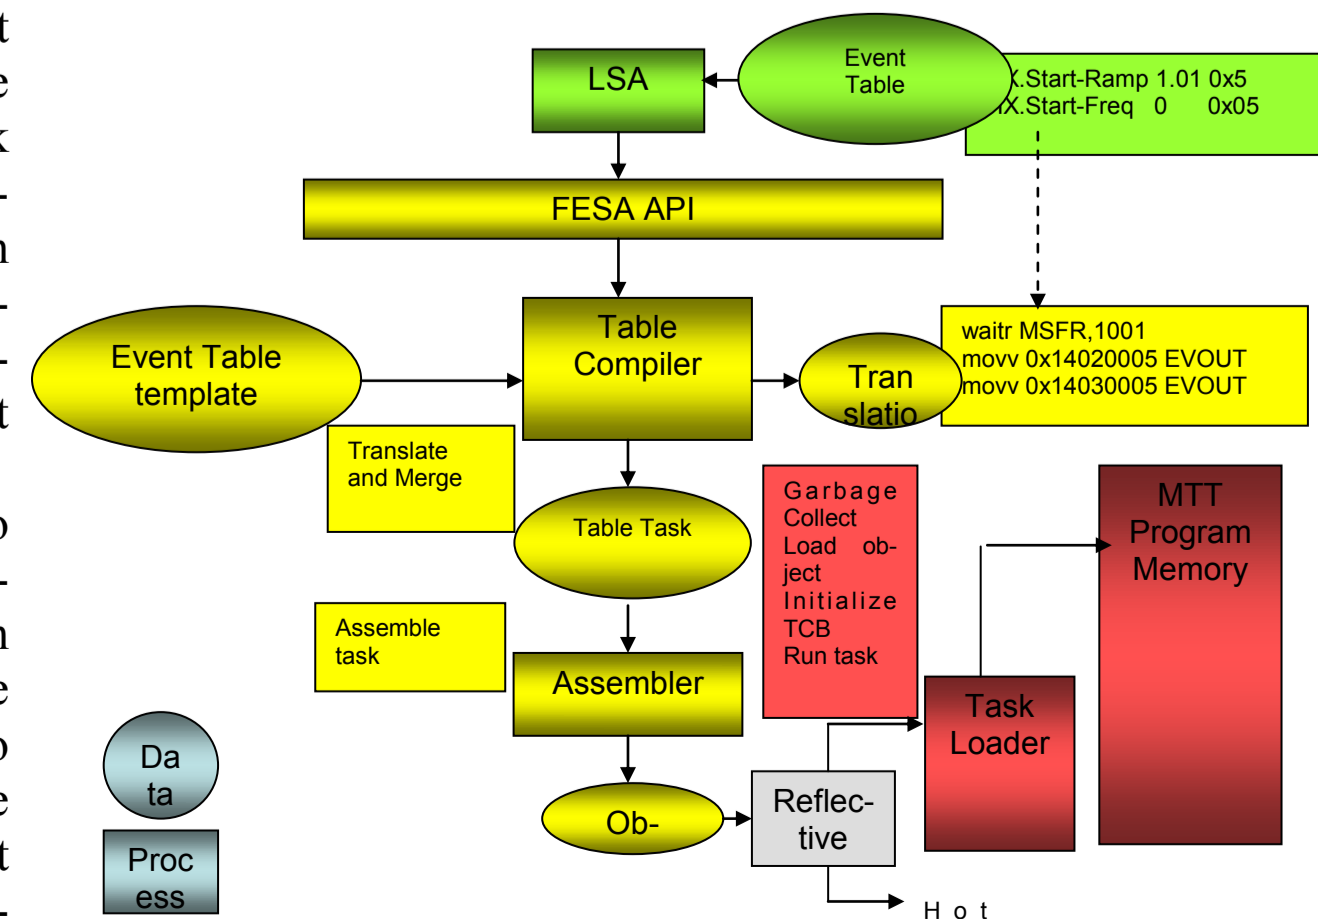 t
e
k
-
n
-
-
t
o
-
n
e
o
e
t
-
LSA
Event
Table
X.Start-Ramp 1.01 0x5
X.Start-Freq 0 0x05
FESA API
Event Table
template
Table
Compiler
Tran
slatio
waitr MSFR,1001
movv 0x14020005 EVOUT
movv 0x14030005 EVOUT
Translate
and Merge
Table Task
Garbage
Collect
Load ob-
ject
Initialize
TCB
Run task
MTT
Program
Memory
Assemble
task
Assembler
Task
Loader
Da
ta
Ob-
Reflec-
tive
Proc
ess
Hot